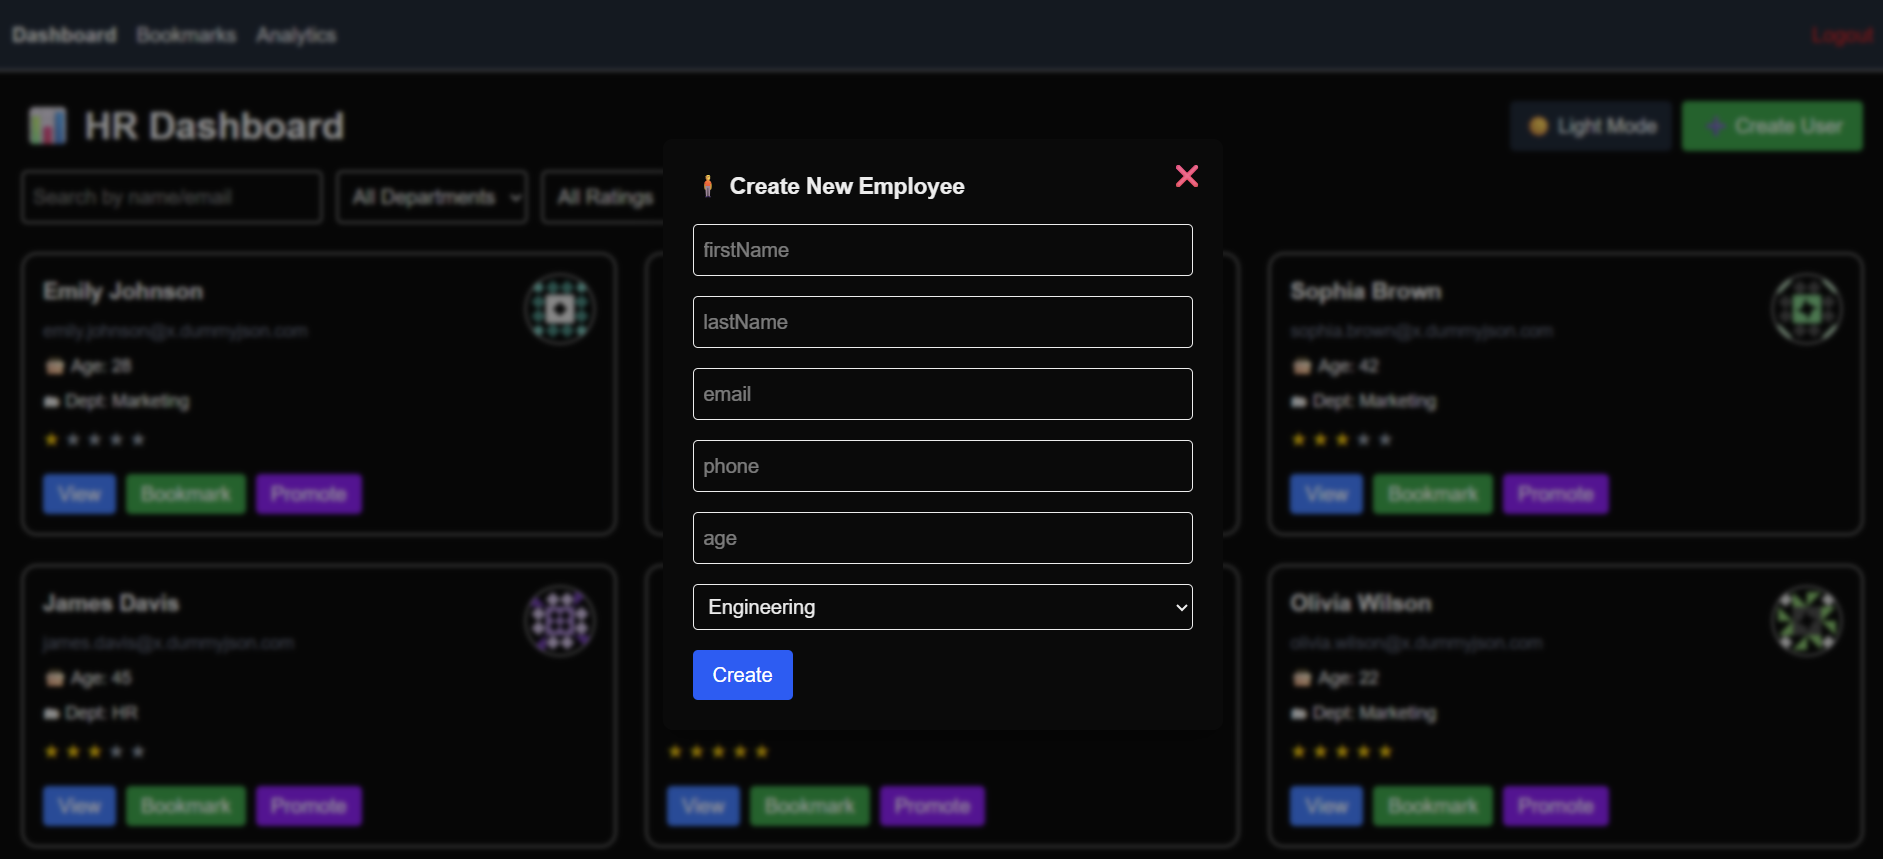 Dashboard Bookmarks Analytics Logout
HR Dashboard Light Mode Create User
Search by name/email All Departments All Ratings
Create New Employee
firstName
lastName
email
phone
age
Engineering
Create
Emily Johnson
emily.johnson@x.dummyjson.com
Age: 28
Dept: Marketing
View Bookmark Promote
Sophia Brown
sophia.brown@x.dummyjson.com
Age: 42
Dept: Marketing
View Bookmark Promote
James Davis
james.davis@x.dummyjson.com
Age: 45
Dept: HR
View Bookmark Promote
View Bookmark Promote
Olivia Wilson
olivia.wilson@x.dummyjson.com
Age: 22
Dept: Marketing
View Bookmark Promote